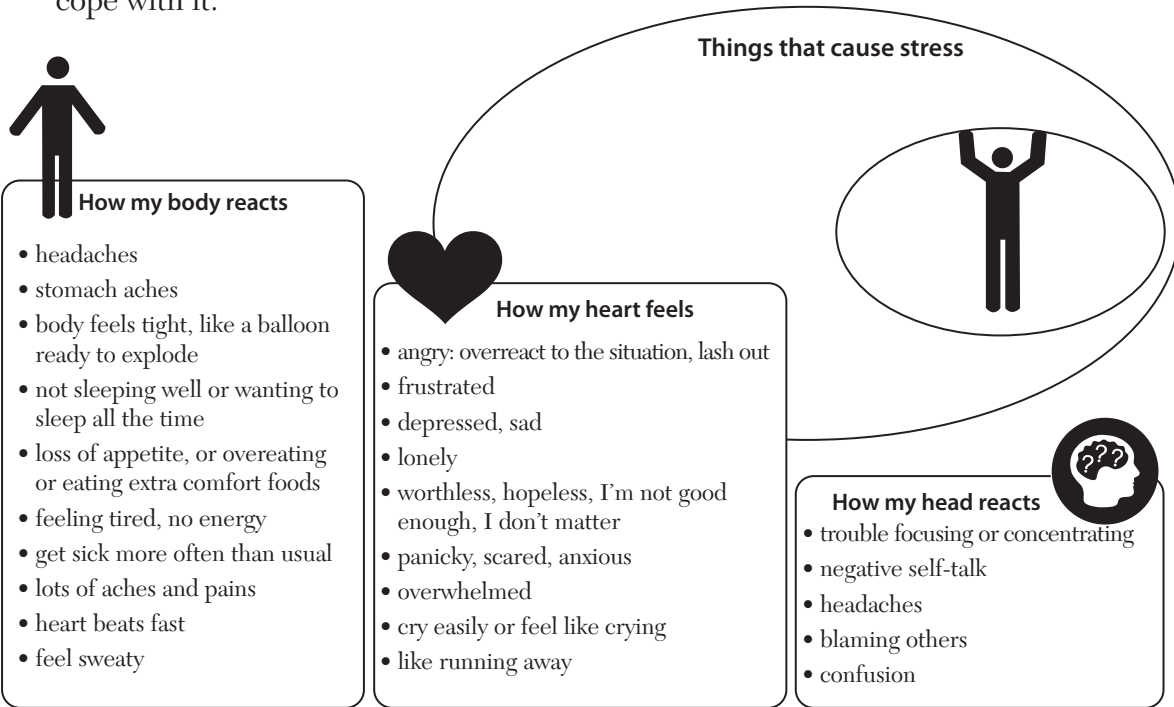 cope with it.
Things that cause stress
How my body reacts
• headaches
• stomach aches
• body feels tight, like a balloon
ready to explode
• not sleeping well or wanting to
sleep all the time
• loss of appetite, or overeating
or eating extra comfort foods
• feeling tired, no energy
• get sick more often than usual
• lots of aches and pains
• heart beats fast
• feel sweaty
How my heart feels
• angry: overreact to the situation, lash out
• frustrated
• depressed, sad
• lonely
• worthless, hopeless, I'm not good
enough, I don't matter
• panicky, scared, anxious
• overwhelmed
• cry easily or feel like crying
• like running away
???
How my head reacts
• trouble focusing or concentrating
• negative self-talk
• headaches
• blaming others
• confusion